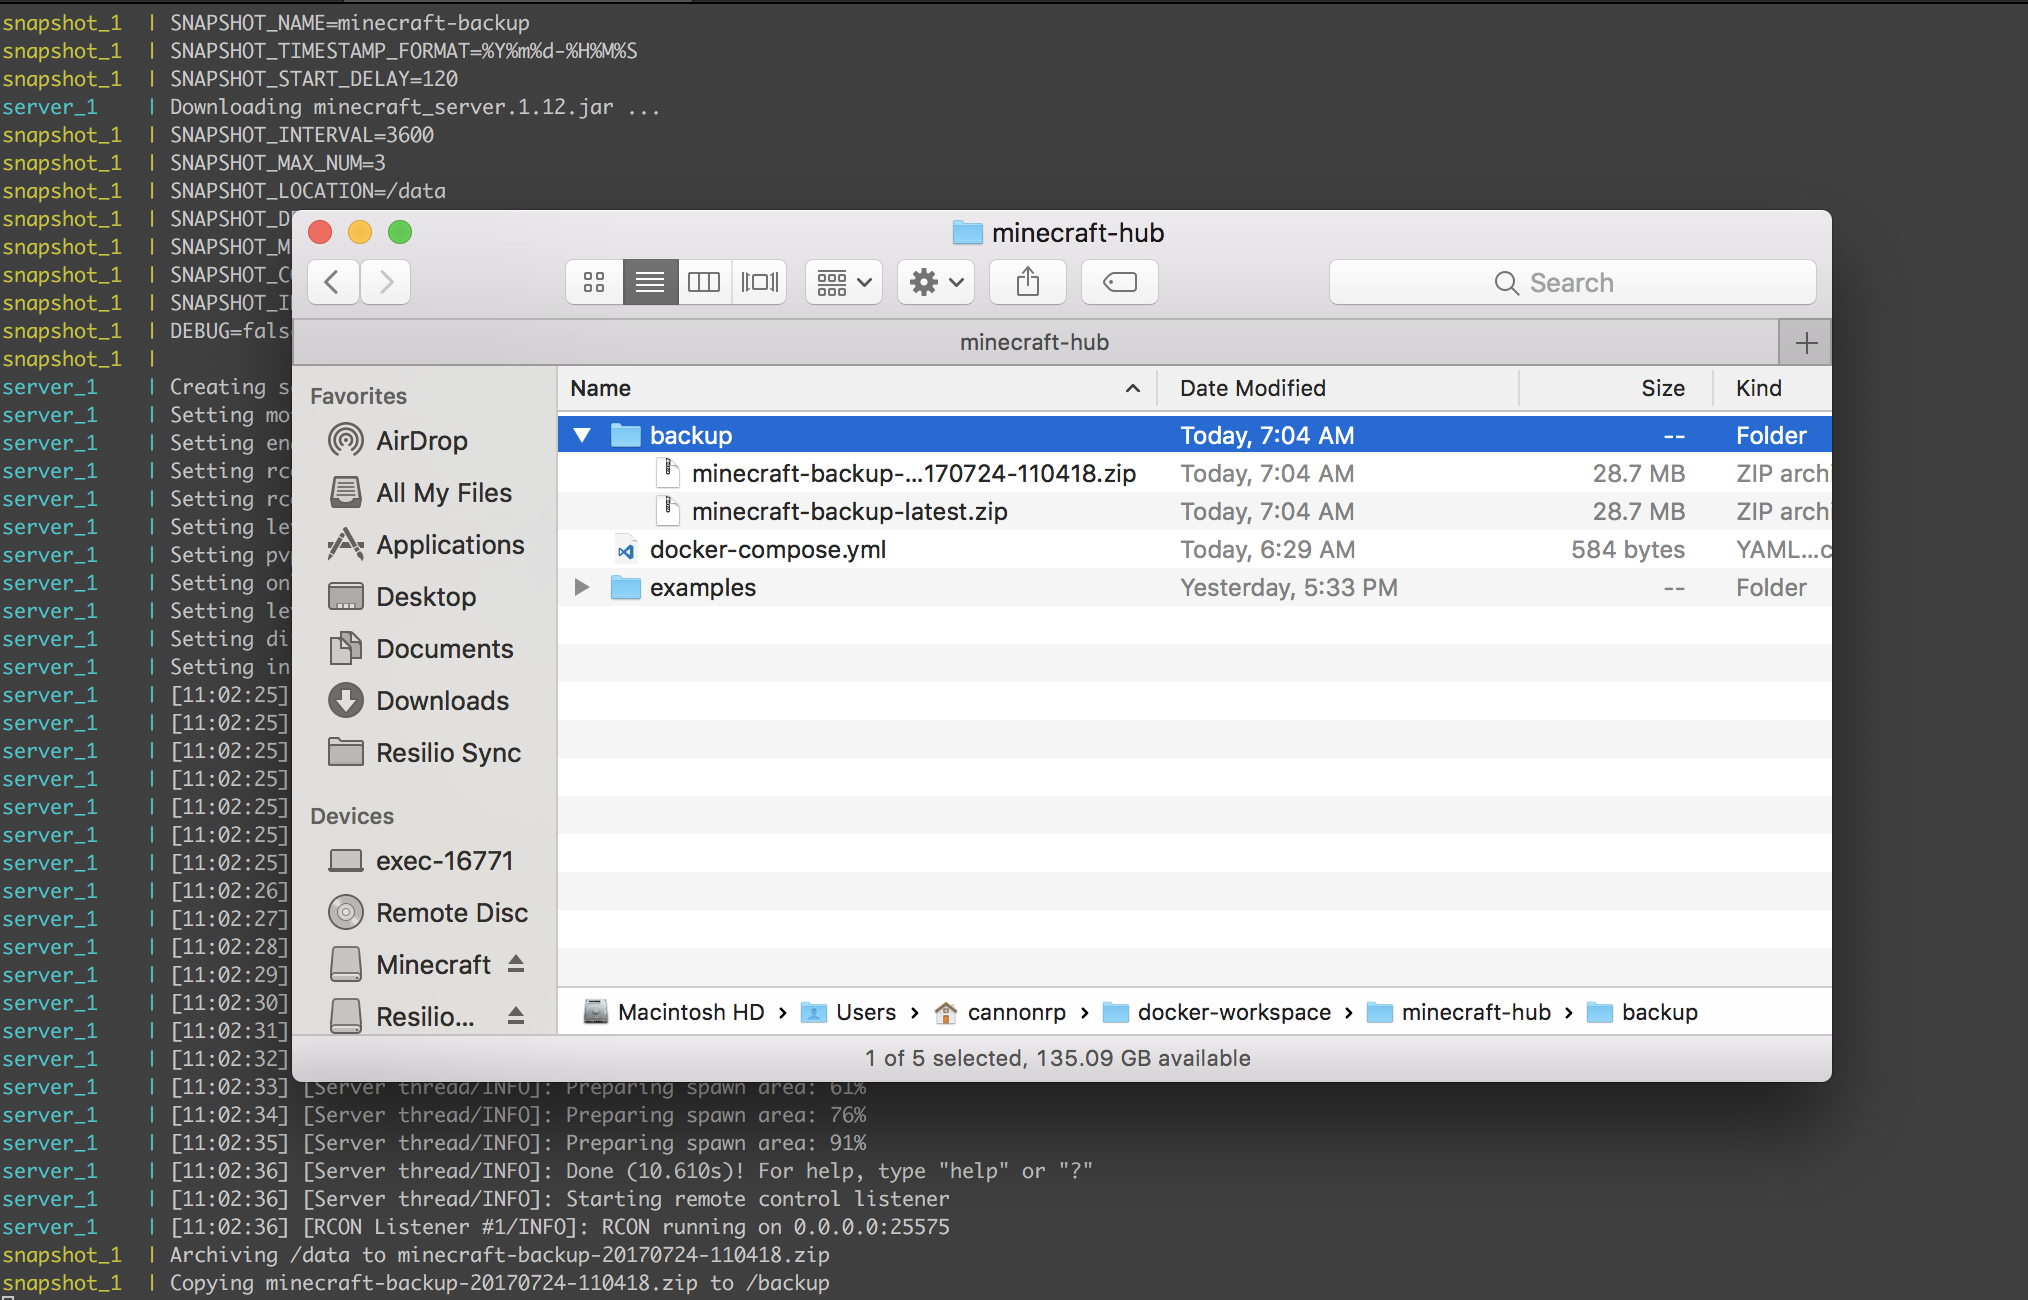 snapshot_1 | SNAPSHOT_NAME=minecraft-backup
snapshot_1 | SNAPSHOT_TIMESTAMP_FORMAT=%Y%m%d-%H%M%S
snapshot_1 | SNAPSHOT_START_DELAY=120
server_1 | Downloading minecraft_server.1.12.jar ...
snapshot_1 | SNAPSHOT_INTERVAL=3600
snapshot_1 | SNAPSHOT_MAX_NUM=3
snapshot_1 | SNAPSHOT_LOCATION=/data
snapshot_1 |
snapshot_1 | SNAPSHOT_M
snapshot_1 |
snapshot_1 |
snapshot_1 | DEBUG=fals
snapshot_1 |
server_1 | Creating s
server_1 | Setting mo
server_1 | Setting en
server_1 | Setting rc
server_1 | Setting rc
server_1 | Setting le
server_1 | Setting pv
server_1 | Setting on
server_1 | Setting le
server_1 | Setting di
server_1 | Setting in
server_1 | [11:02:25]
server_1 | [11:02:25]
server_1 | [11:02:25]
server_1 | [11:02:25]
server_1 | [11:02:25]
server_1 | [11:02:25]
server_1 | [11:02:25]
server_1 | [11:02:26]
server_1 | [11:02:27]
server_1 | [11:02:28]
server_1 | [11:02:29]
server_1 | [11:02:30]
server_1 | [11:02:31]
server_1 | [11:02:32]
server_1 | [11:02:33] [Server thread/INFO]: Preparing spawn area: 61%
server_1 | [11:02:34] [Server thread/INFO]: Preparing spawn area: 76%
server_1 | [11:02:35] [Server thread/INFO]: Preparing spawn area: 91%
server_1 | [11:02:36] [Server thread/INFO]: Done (10.610s)! For help, type "help" or "?"
server_1 | [11:02:36] [Server thread/INFO]: Starting remote control listener
server_1 | [11:02:36] [RCON Listener #1/INFO]: RCON running on 0.0.0.0:25575
snapshot_1 | Archiving /data to minecraft-backup-20170724-110418.zip
snapshot_1 | Copying minecraft-backup-20170724-110418.zip to /backup
minecraft-hub
Search
minecraft-hub
Favorites
AirDrop
All My Files
Applications
Desktop
Documents
Downloads
Resilio Sync
Devices
exec-16771
Remote Disc
Minecraft
Resilio...
Name Date Modified Size Kind
backup Today, 7:04 AM -- Folder
minecraft-backup-...170724-110418.zip Today, 7:04 AM 28.7 MB ZIP archi
minecraft-backup-latest.zip Today, 7:04 AM 28.7 MB ZIP archi
docker-compose.yml Today, 6:29 AM 584 bytes YAML...c
examples Yesterday, 5:33 PM -- Folder
Macintosh HD › Users › cannonrp › docker-workspace › minecraft-hub › backup
1 of 5 selected, 135.09 GB available